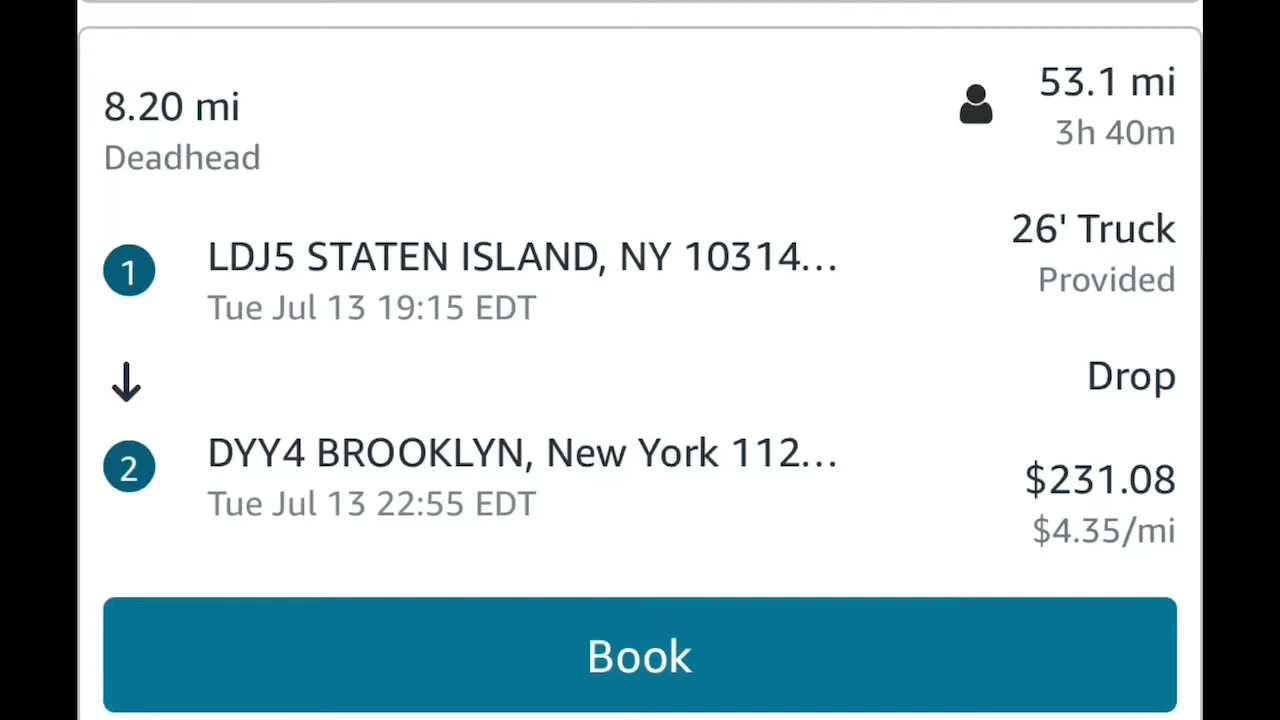 8.20 mi
Deadhead
53.1 mi
3h 40m
1 LDJ5 STATEN ISLAND, NY 10314...
Tue Jul 13 19:15 EDT
26' Truck
Provided
Drop
2 DYY4 BROOKLYN, New York 112...
Tue Jul 13 22:55 EDT
$231.08
$4.35/mi
Book